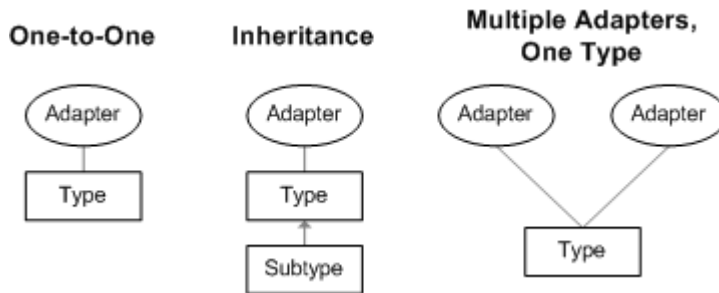 One-to-One
Adapter
Type
Inheritance
Adapter
Type
Subtype
Multiple Adapters,
One Type
Adapter
Adapter
Type